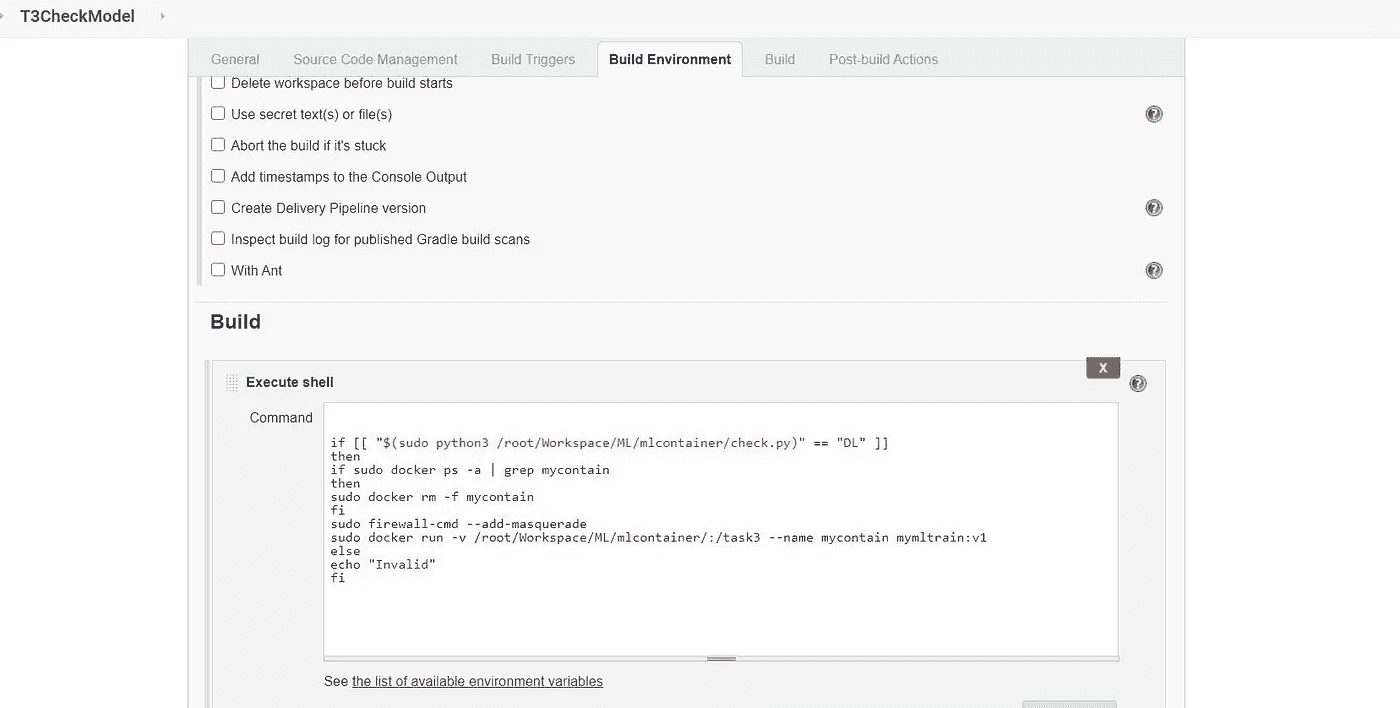 T3CheckModel
General Source Code Management Build Triggers Build Environment Build Post-build Actions
Delete workspace before build starts
Use secret text(s) or file(s)
Abort the build if it's stuck
Add timestamps to the Console Output
Create Delivery Pipeline version
Inspect build log for published Gradle build scans
With Ant
Build
X
Execute shell
Command
if [[ "$(sudo python3 /root/Workspace/ML/mlcontainer/check.py)" == "DL" ]]
then
if sudo docker ps -a | grep mycontain
then
sudo docker rm -f mycontain
fi
sudo firewall-cmd --add-masquerade
sudo docker run -v /root/Workspace/ML/mlcontainer/:/task3 --name mycontain mymltrain:v1
else
echo "Invalid"
fi
See the list of available environment variables